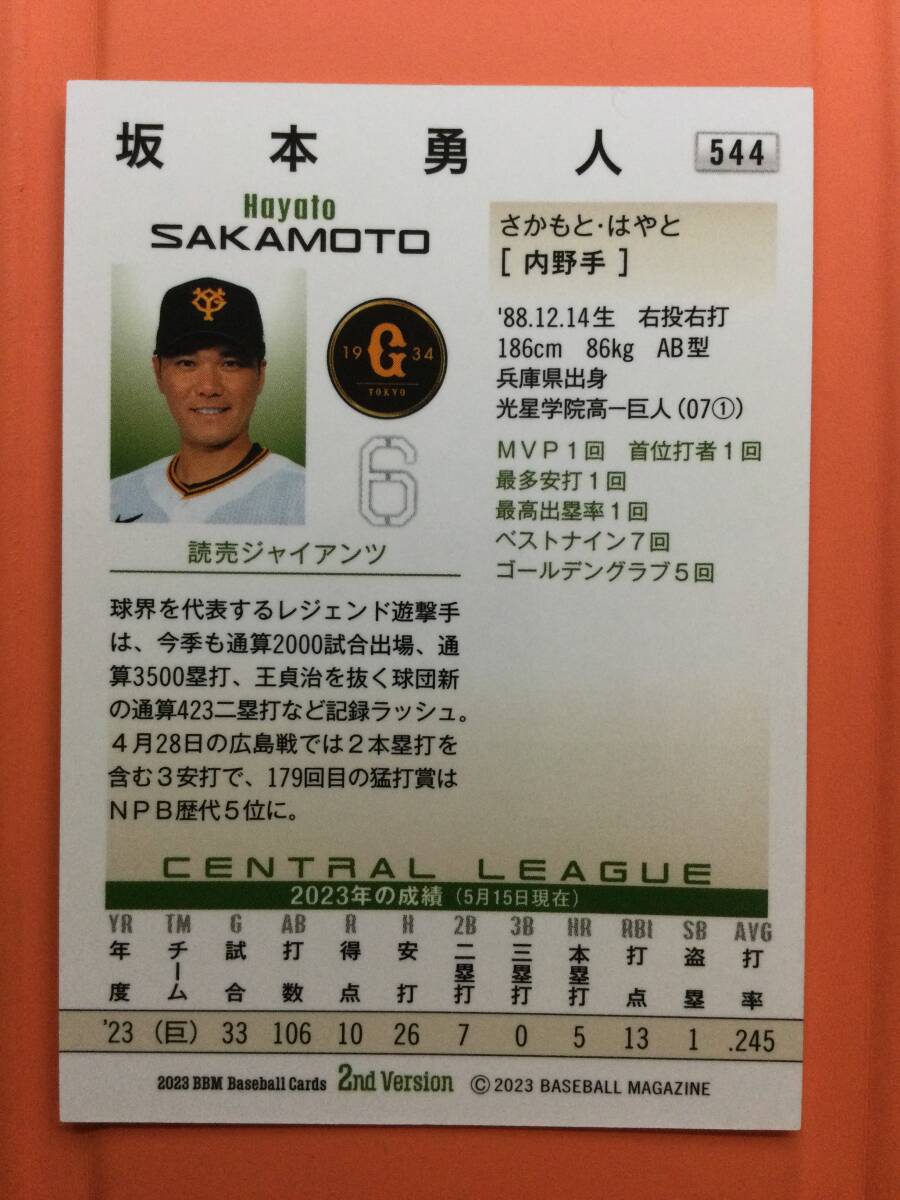 坂本勇人
544
Hayato
SAKAMOTO
さかもと・はやと
[ 内野手 ]
YG
19 G 34
TOKYO
6
読売ジャイアンツ
'88.12.14生 右投右打
186cm 86kg AB型
兵庫県出身
光星学院高ー巨人(07①)
MVP1回 首位打者1回
最多安打1回
最高出塁率1回
ベストナイン7回
ゴールデングラブ5回
球界を代表するレジェンド遊撃手
は、今季も通算2000試合出場、通
算3500塁打、王貞治を抜く球団新
の通算423二塁打など記録ラッシュ。
4月28日の広島戦では2本塁打を
含む3安打で、179回目の猛打賞は
NPB歴代5位に。
CENTRAL LEAGUE
2023年の成績(5月15日現在)
YR TM G AB R H 2B 3B HR RBI SB AVG
年度 チーム 試合 打数 得点 安打 二塁打 三塁打 本塁打 打点 盗塁 打率
'23 (巨) 33 106 10 26 7 0 5 13 1 .245
2023 BBM Baseball Cards 2nd Version ©2023 BASEBALL MAGAZINE